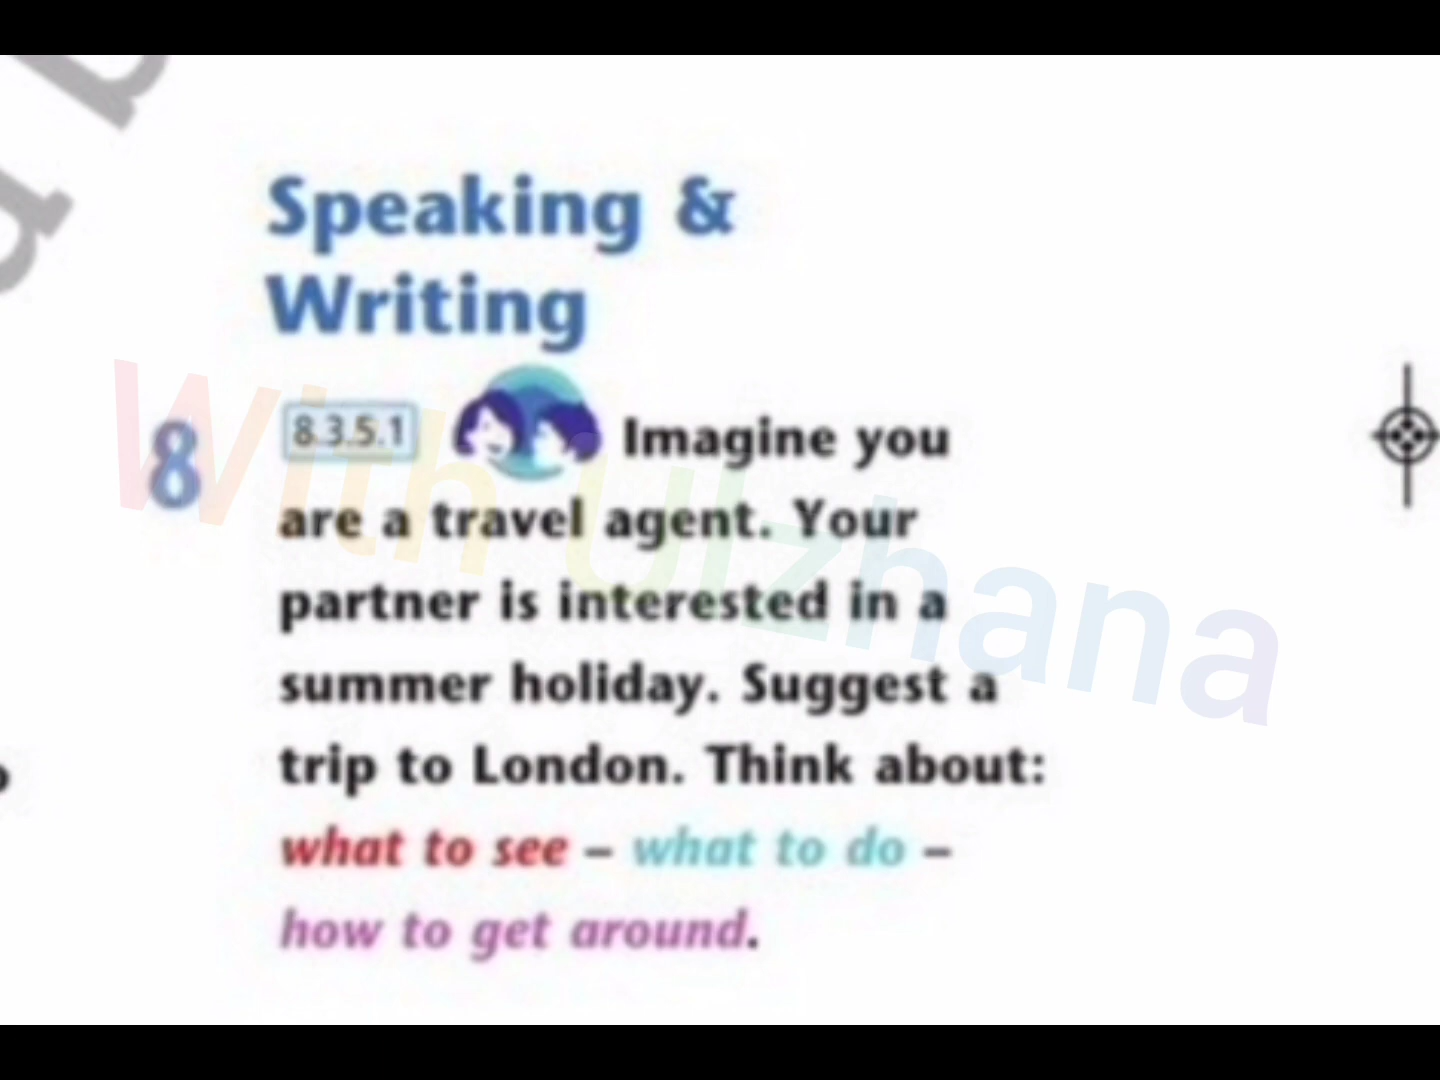 Speaking &
Writing
8 8.3.5.1 Imagine you
are a travel agent. Your
partner is interested in a
summer holiday. Suggest a
trip to London. Think about:
what to see – what to do –
how to get around.
With Ulzhana